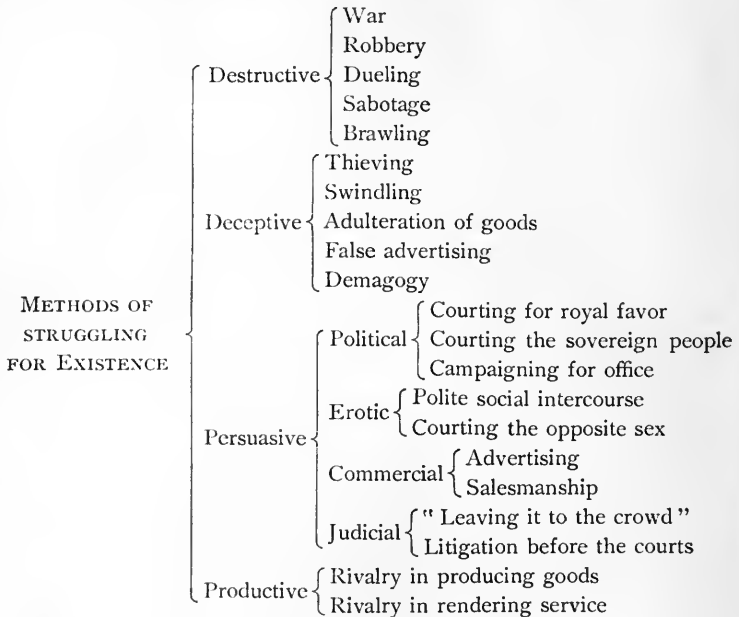 War
Robbery
Destructive Dueling
Sabotage
Brawling
Thieving
Swindling
Deceptive Adulteration of goods
False advertising
Demagogy
METHODS OF
STRUGGLING
FOR EXISTENCE
Political
Courting for royal favor
Courting the sovereign people
Campaigning for office
Erotic
Polite social intercourse
Courting the opposite sex
Persuasive
Commercial
Advertising
Salesmanship
Judicial
"Leaving it to the crowd"
Litigation before the courts
Productive
Rivalry in producing goods
Rivalry in rendering service